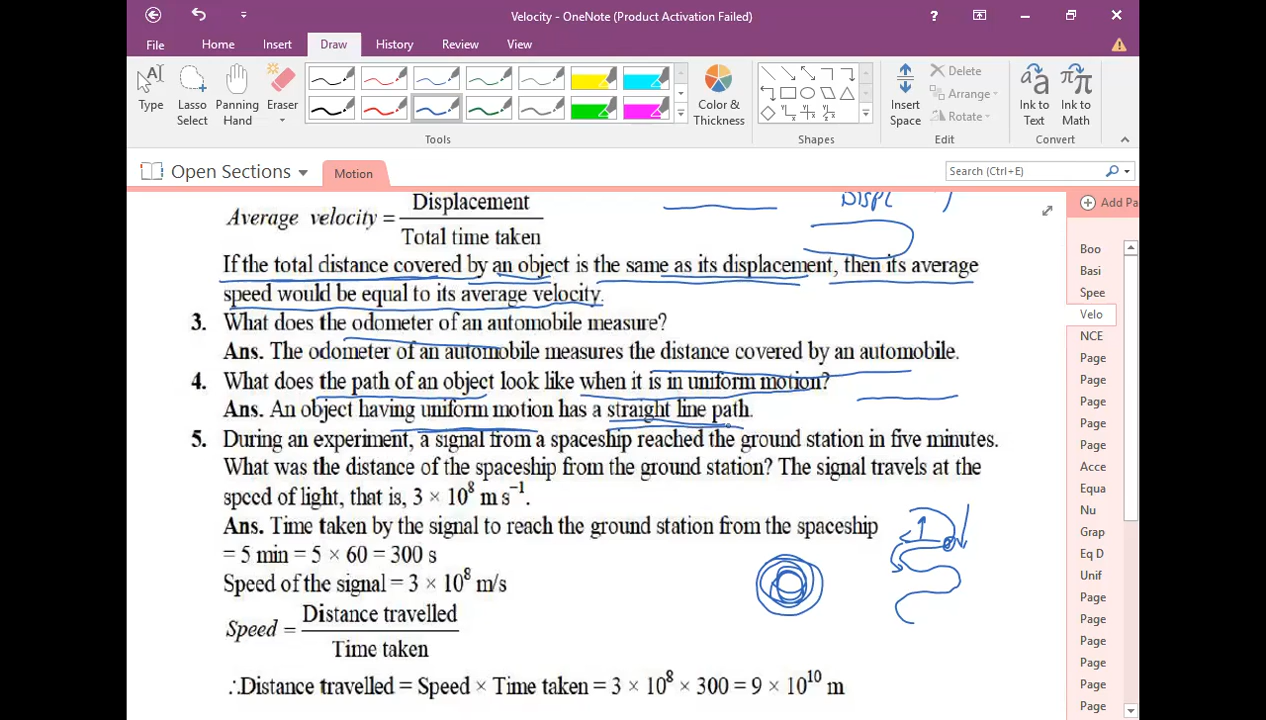 Velocity - OneNote (Product Activation Failed)
?
File Home Insert Draw History Review View
Type
Lasso Select
Panning Hand
Eraser
Color & Thickness
Insert Space
Delete
Arrange
Rotate
Ink to Text
Ink to Math
Tools
Shapes
Edit
Convert
Open Sections
Motion
Search (Ctrl+E)
Add Pa
DISPL
Average velocity = Displacement / Total time taken
If the total distance covered by an object is the same as its displacement, then its average
speed would be equal to its average velocity.
3. What does the odometer of an automobile measure?
Ans. The odometer of an automobile measures the distance covered by an automobile.
4. What does the path of an object look like when it is in uniform motion?
Ans. An object having uniform motion has a straight line path.
5. During an experiment, a signal from a spaceship reached the ground station in five minutes.
What was the distance of the spaceship from the ground station? The signal travels at the
speed of light, that is, 3 × 10⁸ m s⁻¹.
Ans. Time taken by the signal to reach the ground station from the spaceship
= 5 min = 5 × 60 = 300 s
Speed of the signal = 3 × 10⁸ m/s
Speed = Distance travelled / Time taken
∴Distance travelled = Speed × Time taken = 3 × 10⁸ × 300 = 9 × 10¹⁰ m
Boo
Basi
Spee
Velo
NCE
Page
Page
Page
Page
Page
Acce
Equa
Nu
Grap
Eq D
Unif
Page
Page
Page
Page
Page
Page